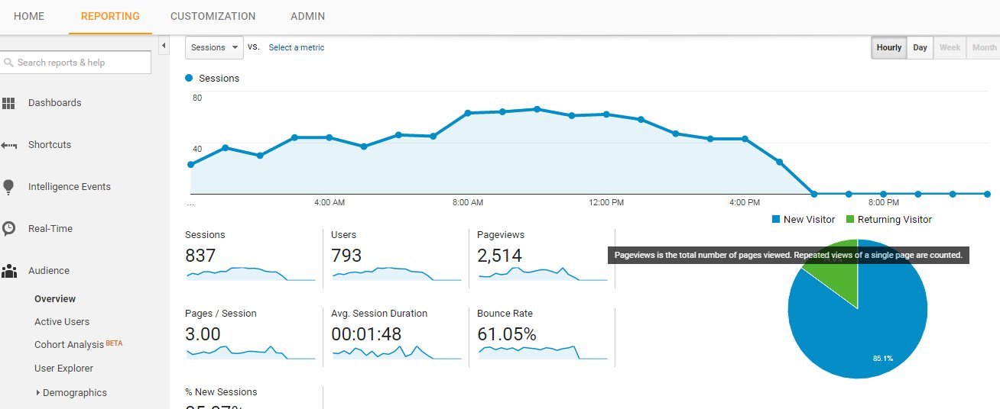 HOME REPORTING CUSTOMIZATION ADMIN
Search reports & help
Dashboards
Shortcuts
Intelligence Events
Real-Time
Audience
Overview
Active Users
Cohort Analysis BETA
User Explorer
Demographics
Sessions vs. Select a metric
Hourly Day Week Month
Sessions
80
40
... 4:00 AM 8:00 AM 12:00 PM 4:00 PM 8:00 PM
New Visitor Returning Visitor
Sessions
837
Users
793
Pageviews
2,514
Pageviews is the total number of pages viewed. Repeated views of a single page are counted.
85.1%
Pages / Session
3.00
Avg. Session Duration
00:01:48
Bounce Rate
61.05%
% New Sessions